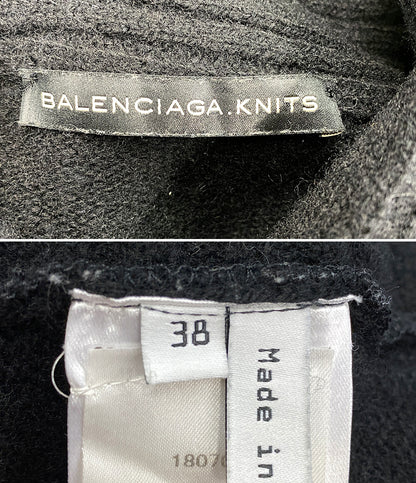 BALENCIAGA.KNITS
38
Made in
1807